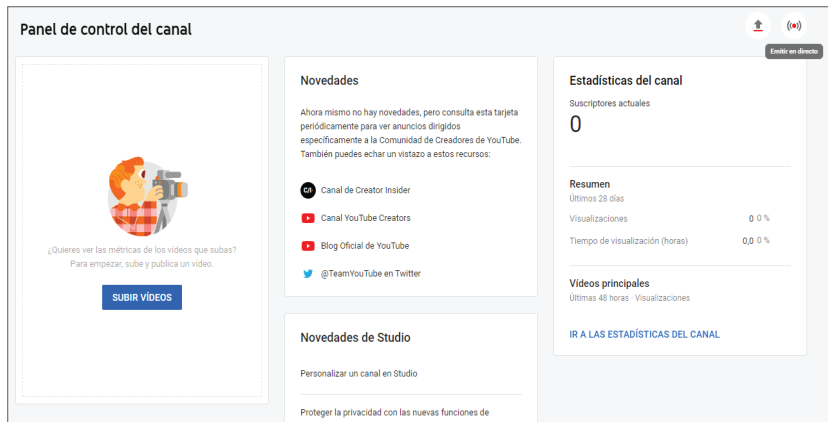 Panel de control del canal
Emitir en directo
¿Quieres ver las métricas de los vídeos que subas?
Para empezar, sube y publica un vídeo.
SUBIR VÍDEOS
Novedades
Ahora mismo no hay novedades, pero consulta esta tarjeta
periódicamente para ver anuncios dirigidos
específicamente a la Comunidad de Creadores de YouTube.
También puedes echar un vistazo a estos recursos:
C/I
Canal de Creator Insider
Canal YouTube Creators
Blog Oficial de YouTube
@TeamYouTube en Twitter
Novedades de Studio
Personalizar un canal en Studio
Proteger la privacidad con las nuevas funciones de
Estadísticas del canal
Suscriptores actuales
0
Resumen
Últimos 28 días
Visualizaciones 0 0 %
Tiempo de visualización (horas) 0,0 0 %
Vídeos principales
Últimas 48 horas · Visualizaciones
IR A LAS ESTADÍSTICAS DEL CANAL